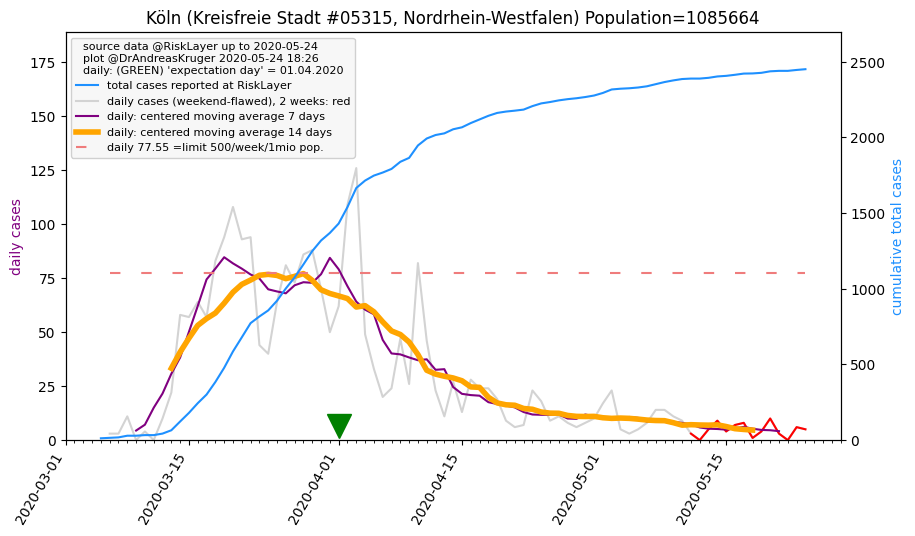 Köln (Kreisfreie Stadt #05315, Nordrhein-Westfalen) Population=1085664
source data @RiskLayer up to 2020-05-24
plot @DrAndreasKruger 2020-05-24 18:26
daily: (GREEN) 'expectation day' = 01.04.2020
total cases reported at RiskLayer
daily cases (weekend-flawed), 2 weeks: red
daily: centered moving average 7 days
daily: centered moving average 14 days
daily 77.55 =limit 500/week/1mio pop.
daily cases
175
150
125
100
75
50
25
0
2500
2000
1500
1000
500
0
cumulative total cases
2020-03-01
2020-03-15
2020-04-01
2020-04-15
2020-05-01
2020-05-15